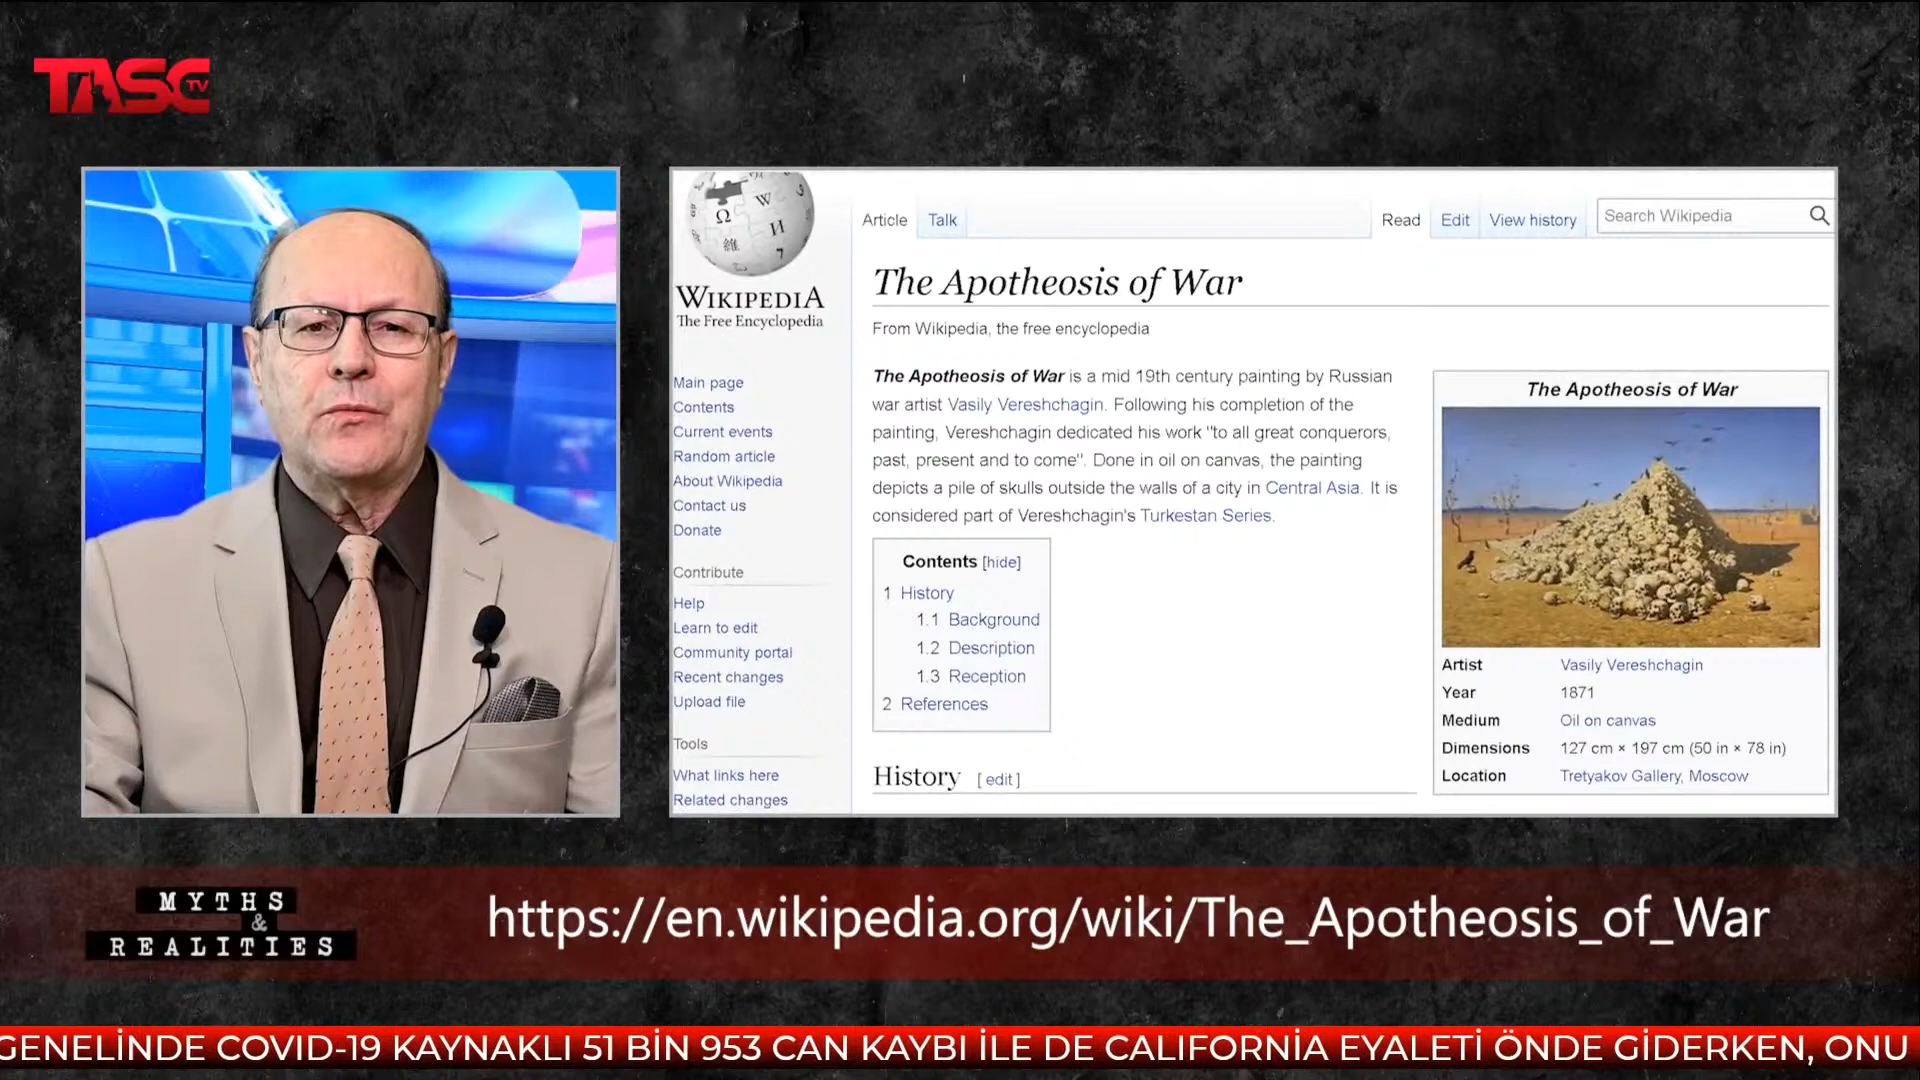 TASC TV
Article
Talk
Read
Edit
View history
Search Wikipedia
WIKIPEDIA
The Free Encyclopedia
Main page
Contents
Current events
Random article
About Wikipedia
Contact us
Donate
Contribute
Help
Learn to edit
Community portal
Recent changes
Upload file
Tools
What links here
Related changes
The Apotheosis of War
From Wikipedia, the free encyclopedia
The Apotheosis of War is a mid 19th century painting by Russian
war artist Vasily Vereshchagin. Following his completion of the
painting, Vereshchagin dedicated his work "to all great conquerors,
past, present and to come". Done in oil on canvas, the painting
depicts a pile of skulls outside the walls of a city in Central Asia. It is
considered part of Vereshchagin's Turkestan Series.
Contents [hide]
1 History
1.1 Background
1.2 Description
1.3 Reception
2 References
History [ edit ]
The Apotheosis of War
Artist Vasily Vereshchagin
Year 1871
Medium Oil on canvas
Dimensions 127 cm × 197 cm (50 in × 78 in)
Location Tretyakov Gallery, Moscow
MYTHS
&
REALITIES
https://en.wikipedia.org/wiki/The_Apotheosis_of_War
GENELİNDE COVID-19 KAYNAKLI 51 BİN 953 CAN KAYBI İLE DE CALIFORNİA EYALETİ ÖNDE GİDERKEN, ONU